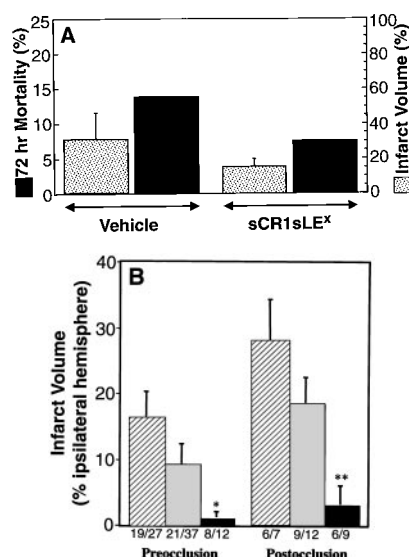 A
72 hr Mortality (%)
25
20
15
10
5
0
100
80
60
40
20
0
Infarct Volume (%)
Vehicle
sCR1sLEˣ
B
Infarct Volume
(% ipsilateral hemisphere)
40
30
20
10
0
*
**
19/27 21/37 8/12 6/7 9/12 6/9
Preocclusion Postocclusion